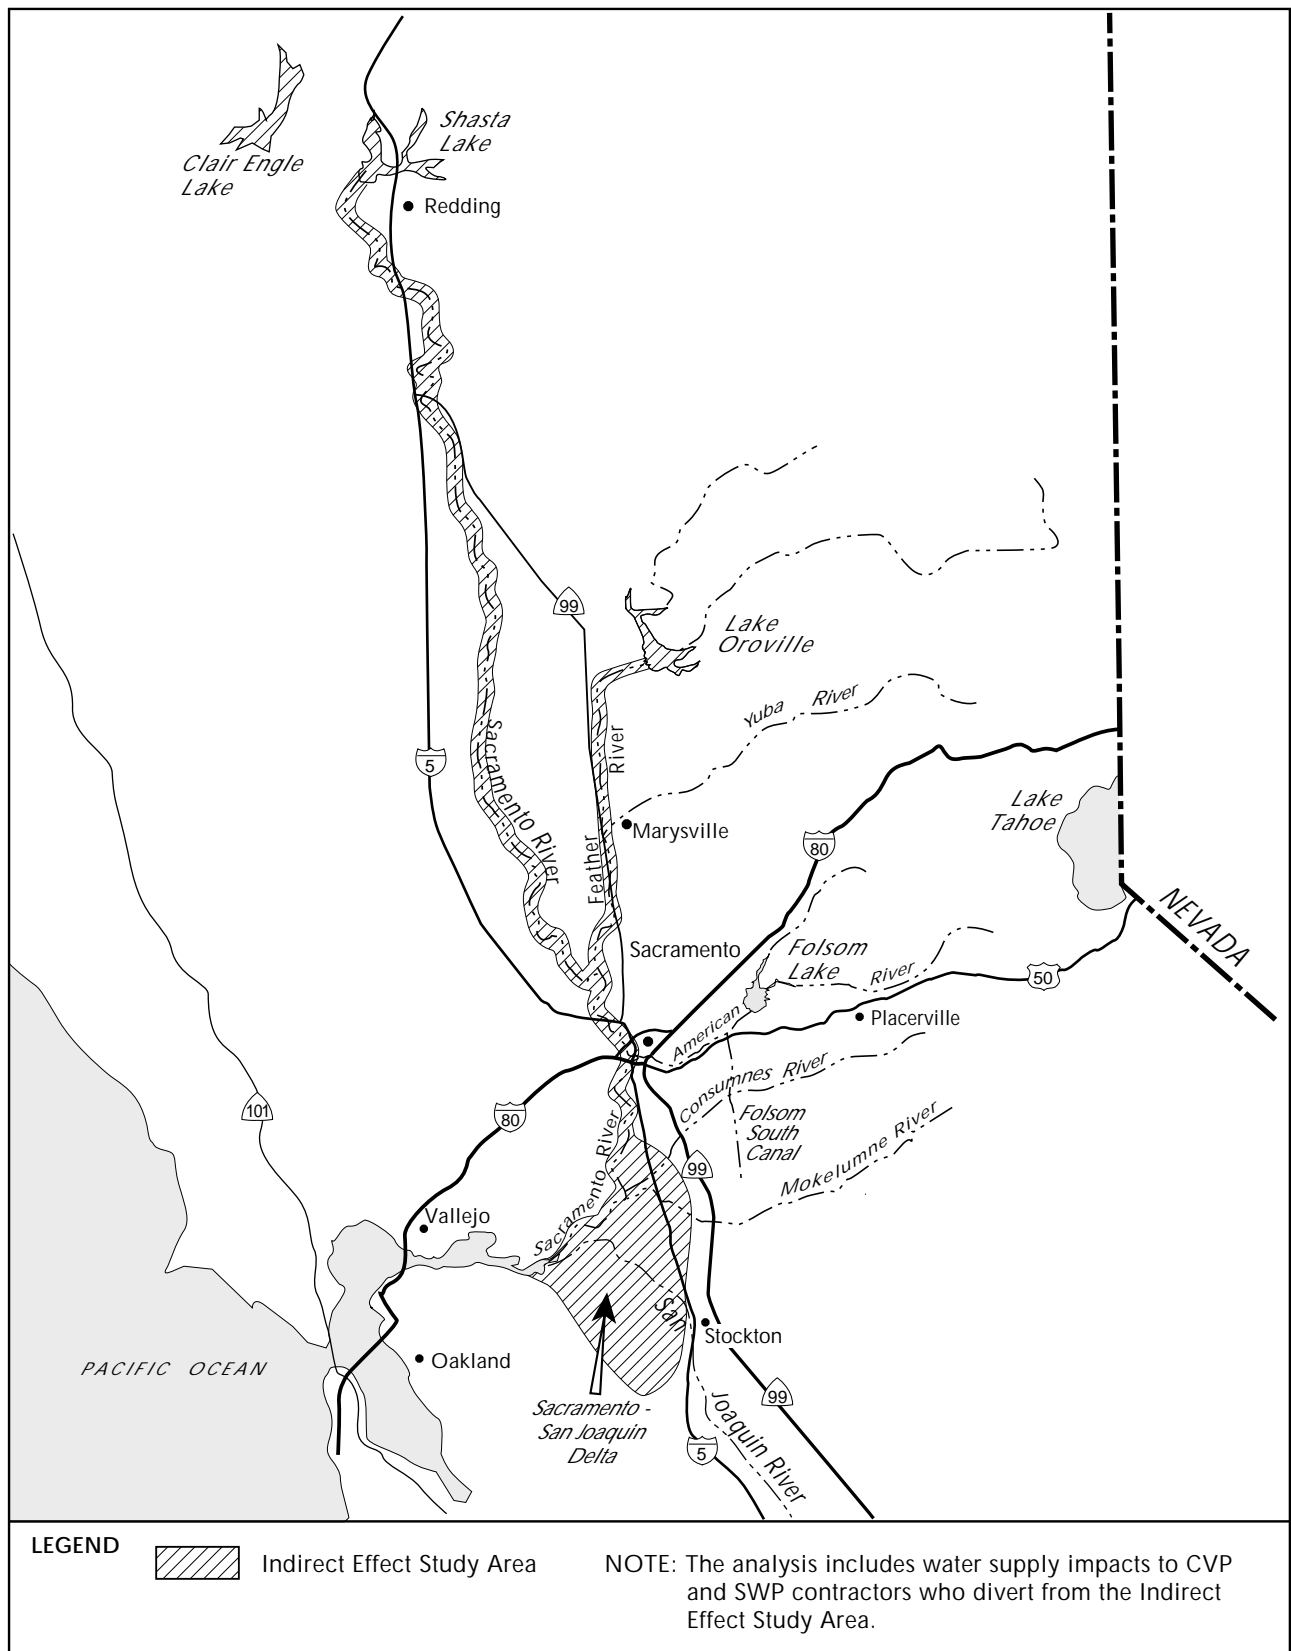 Shasta
Lake
Clair Engle
Lake
Redding
99
Lake
Oroville
Yuba River
Sacramento River
River
5
Lake
Tahoe
Marysville
80
Feather
NEVADA
Sacramento
Folsom
Lake
River
50
American
Placerville
Consumnes River
101
80
Folsom
South
Canal
Mokelumne River
Sacramento River
99
Vallejo
San
Stockton
PACIFIC OCEAN
Oakland
Joaquin River
99
Sacramento -
San Joaquin
Delta
5
LEGEND
Indirect Effect Study Area
NOTE: The analysis includes water supply impacts to CVP
and SWP contractors who divert from the Indirect
Effect Study Area.